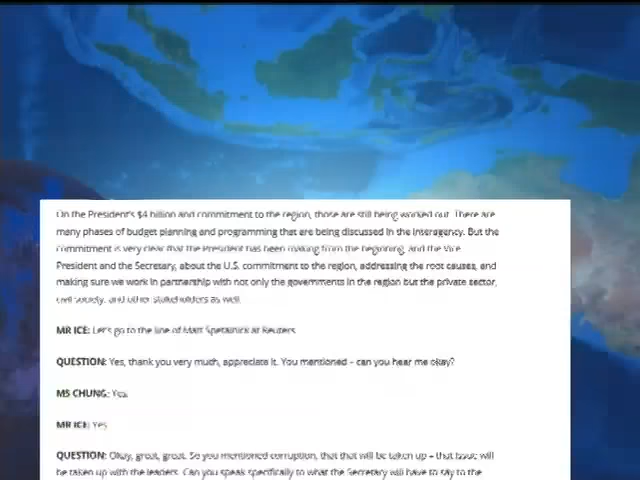 On the President's $4 billion and commitment to the region, those are still being worked out. There are
many phases of budget planning and programming that are being discussed in the interagency. But the
commitment is very clear that the President has been making from the beginning, and the Vice
President and the Secretary, about the U.S. commitment to the region, addressing the root causes, and
making sure we work in partnership with not only the governments in the region but the private sector,
civil society, and other stakeholders as well.
MR ICE: Let's go to the line of Matt Spetalnick at Reuters.
QUESTION: Yes, thank you very much, appreciate it. You mentioned – can you hear me okay?
MS CHUNG: Yes.
MR ICE: Yes.
QUESTION: Okay, great, great. So you mentioned corruption, that that will be taken up – that issue will
be taken up with the leaders. Can you speak specifically to what the Secretary will have to say to the